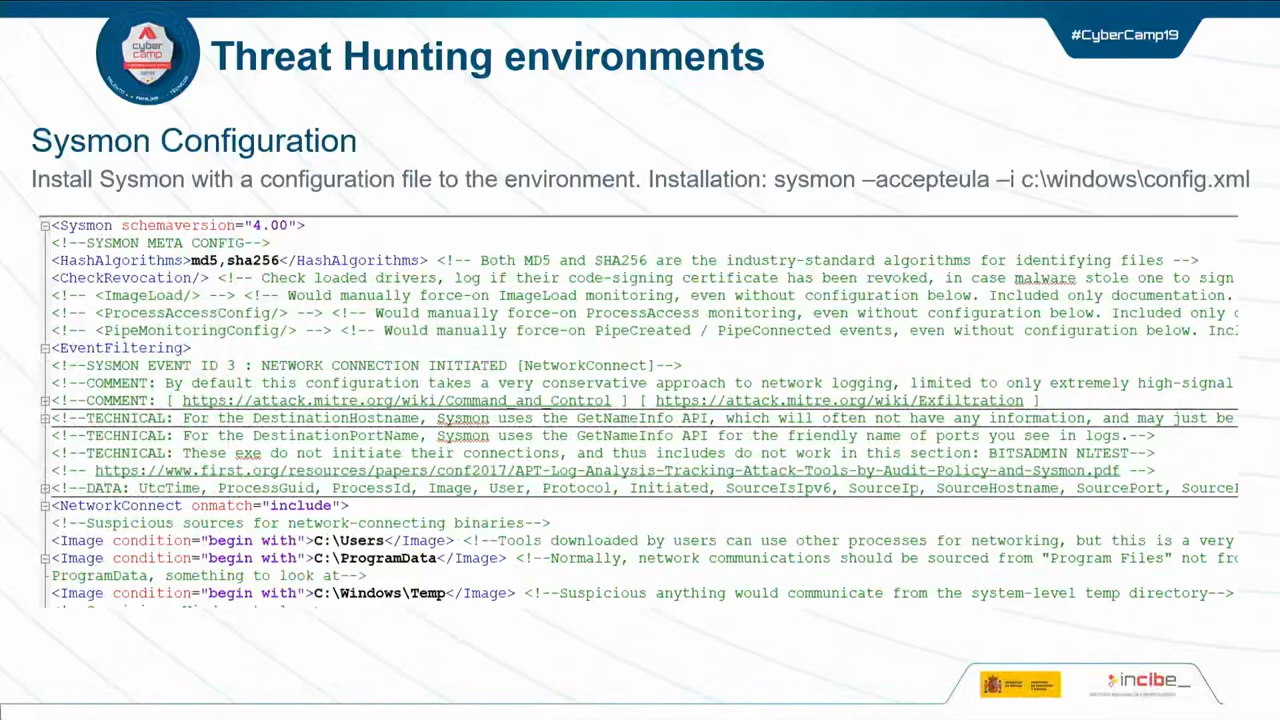 #CyberCamp19
cyber
camp
Threat Hunting environments
Sysmon Configuration
Install Sysmon with a configuration file to the environment. Installation: sysmon –accepteula –i c:\windows\config.xml
<Sysmon schemaversion="4.00">
<!--SYSMON META CONFIG-->
<HashAlgorithms>md5,sha256</HashAlgorithms> <!-- Both MD5 and SHA256 are the industry-standard algorithms for identifying files -->
<CheckRevocation/> <!-- Check loaded drivers, log if their code-signing certificate has been revoked, in case malware stole one to sign
<!-- <ImageLoad/> --> <!-- Would manually force-on ImageLoad monitoring, even without configuration below. Included only documentation.
<!-- <ProcessAccessConfig/> --> <!-- Would manually force-on ProcessAccess monitoring, even without configuration below. Included only
<!-- <PipeMonitoringConfig/> --> <!-- Would manually force-on PipeCreated / PipeConnected events, even without configuration below. Incl
<EventFiltering>
<!--SYSMON EVENT ID 3 : NETWORK CONNECTION INITIATED [NetworkConnect]-->
<!--COMMENT: By default this configuration takes a very conservative approach to network logging, limited to only extremely high-signal
<!--COMMENT: [ https://attack.mitre.org/wiki/Command_and_Control ] [ https://attack.mitre.org/wiki/Exfiltration ]
<!--TECHNICAL: For the DestinationHostname, Sysmon uses the GetNameInfo API, which will often not have any information, and may just be
<!--TECHNICAL: For the DestinationPortName, Sysmon uses the GetNameInfo API for the friendly name of ports you see in logs.-->
<!--TECHNICAL: These exe do not initiate their connections, and thus includes do not work in this section: BITSADMIN NLTEST-->
<!-- https://www.first.org/resources/papers/conf2017/APT-Log-Analysis-Tracking-Attack-Tools-by-Audit-Policy-and-Sysmon.pdf -->
<!--DATA: UtcTime, ProcessGuid, ProcessId, Image, User, Protocol, Initiated, SourceIsIpv6, SourceIp, SourceHostname, SourcePort,
<NetworkConnect onmatch="include">
<!--Suspicious sources for network-connecting binaries-->
<Image condition="begin with">C:\Users</Image> <!--Tools downloaded by users can use other processes for networking, but this is a very
<Image condition="begin with">C:\ProgramData</Image> <!--Normally, network communications should be sourced from "Program Files" not
ProgramData, something to look at-->
<Image condition="begin with">C:\Windows\Temp</Image> <!--Suspicious anything would communicate from the system-level temp directory-->
incibe_